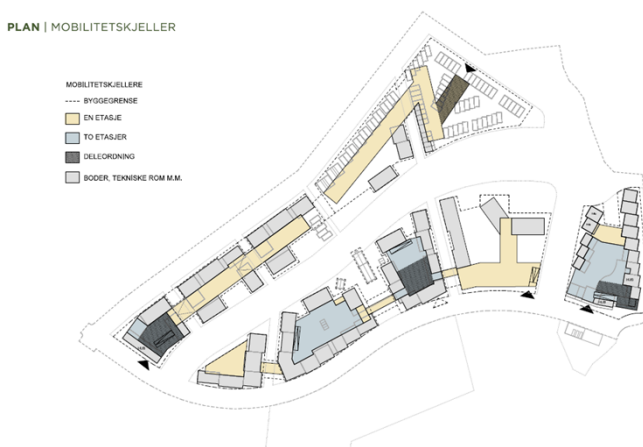 PLAN | MOBILITETSKJELLER
MOBILITETSKJELLERE
BYGGEGRENSE
EN ETASJE
TO ETASJER
DELEORDNING
BODER, TEKNISKE ROM M.M.